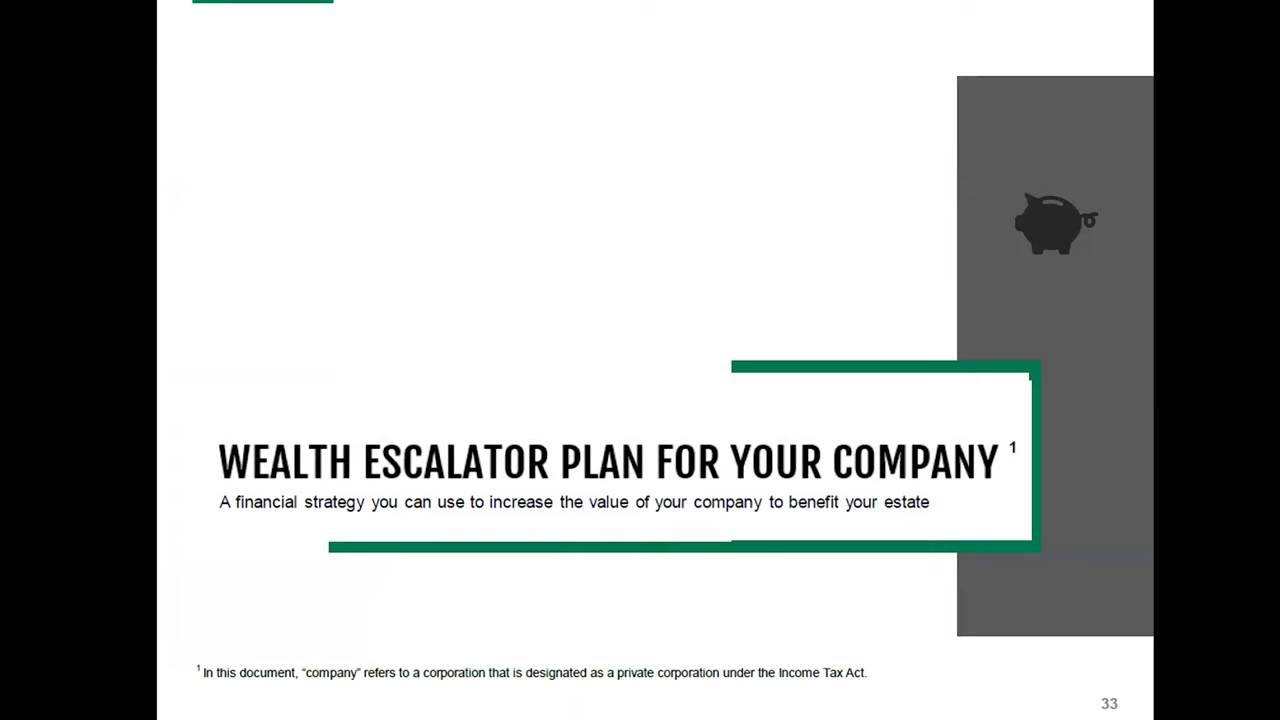 WEALTH ESCALATOR PLAN FOR YOUR COMPANY 1
A financial strategy you can use to increase the value of your company to benefit your estate
1 In this document, “company” refers to a corporation that is designated as a private corporation under the Income Tax Act.
33